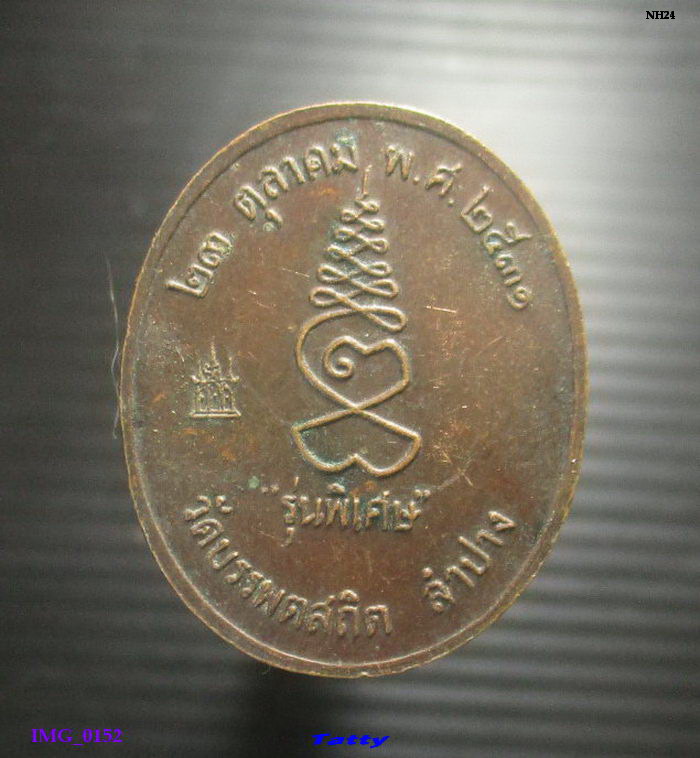 NH24
๒๓ ตุลาคม พ.ศ. ๒๕๓๑
"รุ่นพิเศษ"
วัดบรรพตสถิต ลำปาง
IMG_0152
Tatty